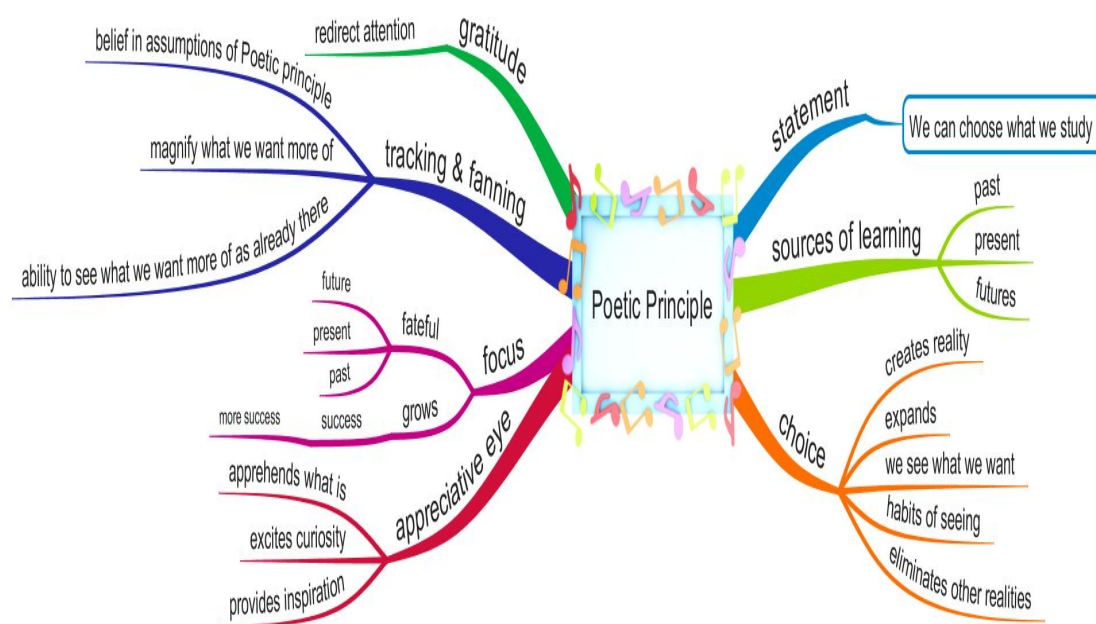 Poetic Principle
statement
We can choose what we study
sources of learning
past
present
futures
choice
creates reality
expands
we see what we want
habits of seeing
eliminates other realities
appreciative eye
apprehends what is
excites curiosity
provides inspiration
focus
fateful
future
present
past
grows
success
more success
tracking & fanning
belief in assumptions of Poetic principle
magnify what we want more of
ability to see what we want more of as already there
gratitude
redirect attention